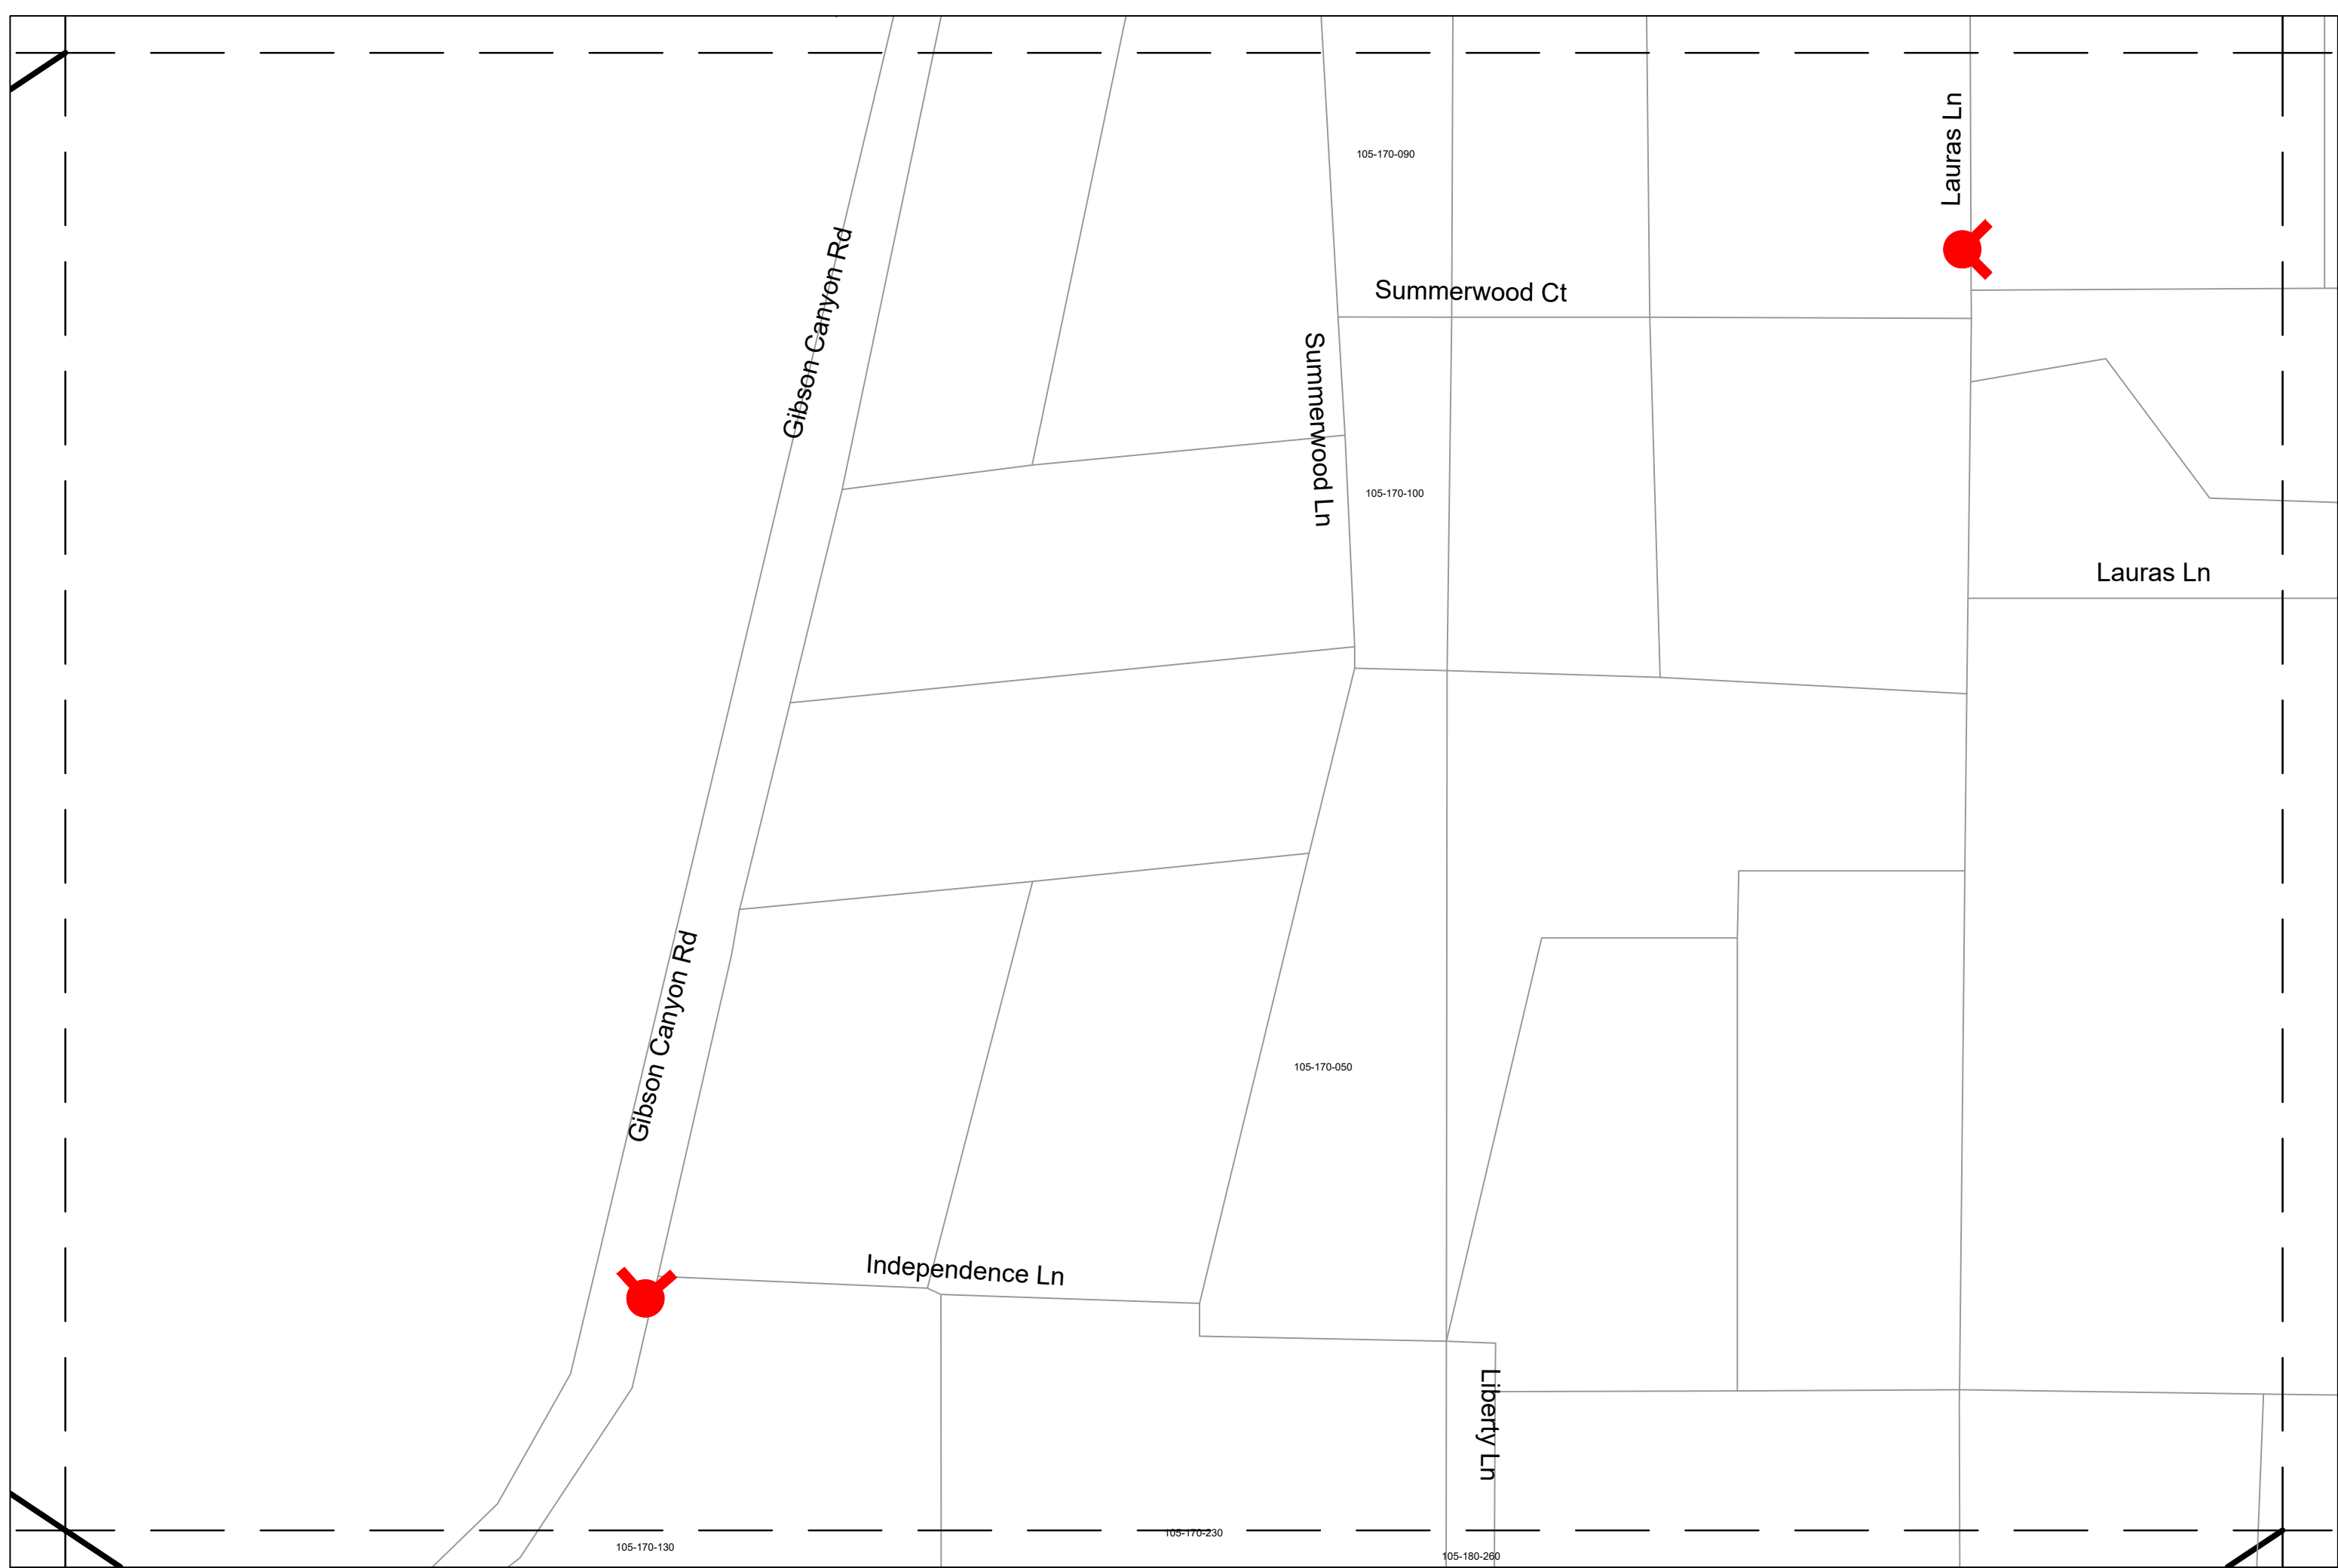 Lauras Ln
105-170-090
Gibson Canyon Rd
Summerwood Ct
Summerwood Ln
105-170-100
Lauras Ln
Gibson Canyon Rd
105-170-050
Independence Ln
Liberty Ln
105-170-230
105-170-130
105-180-260